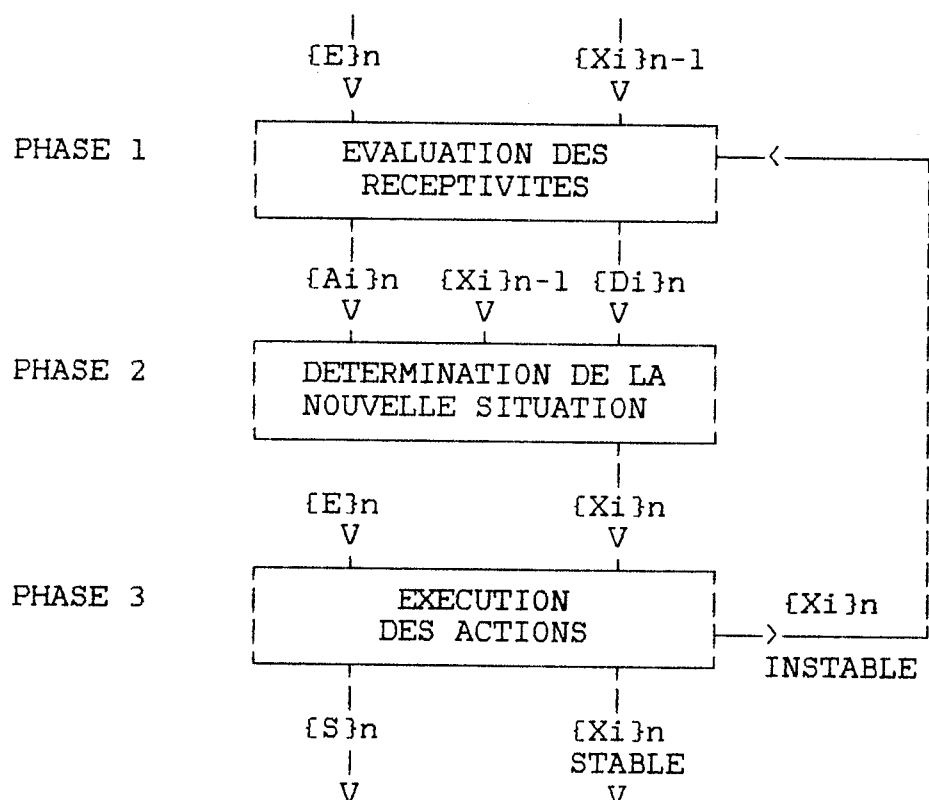 {E}n {Xi}n-1
V V
PHASE 1
EVALUATION DES
RECEPTIVITES
<
{Ai}n {Xi}n-1 {Di}n
V V V
PHASE 2
DETERMINATION DE LA
NOUVELLE SITUATION
{E}n {Xi}n
V V
PHASE 3
EXECUTION
DES ACTIONS
{Xi}n
>
INSTABLE
{S}n {Xi}n
STABLE
V V